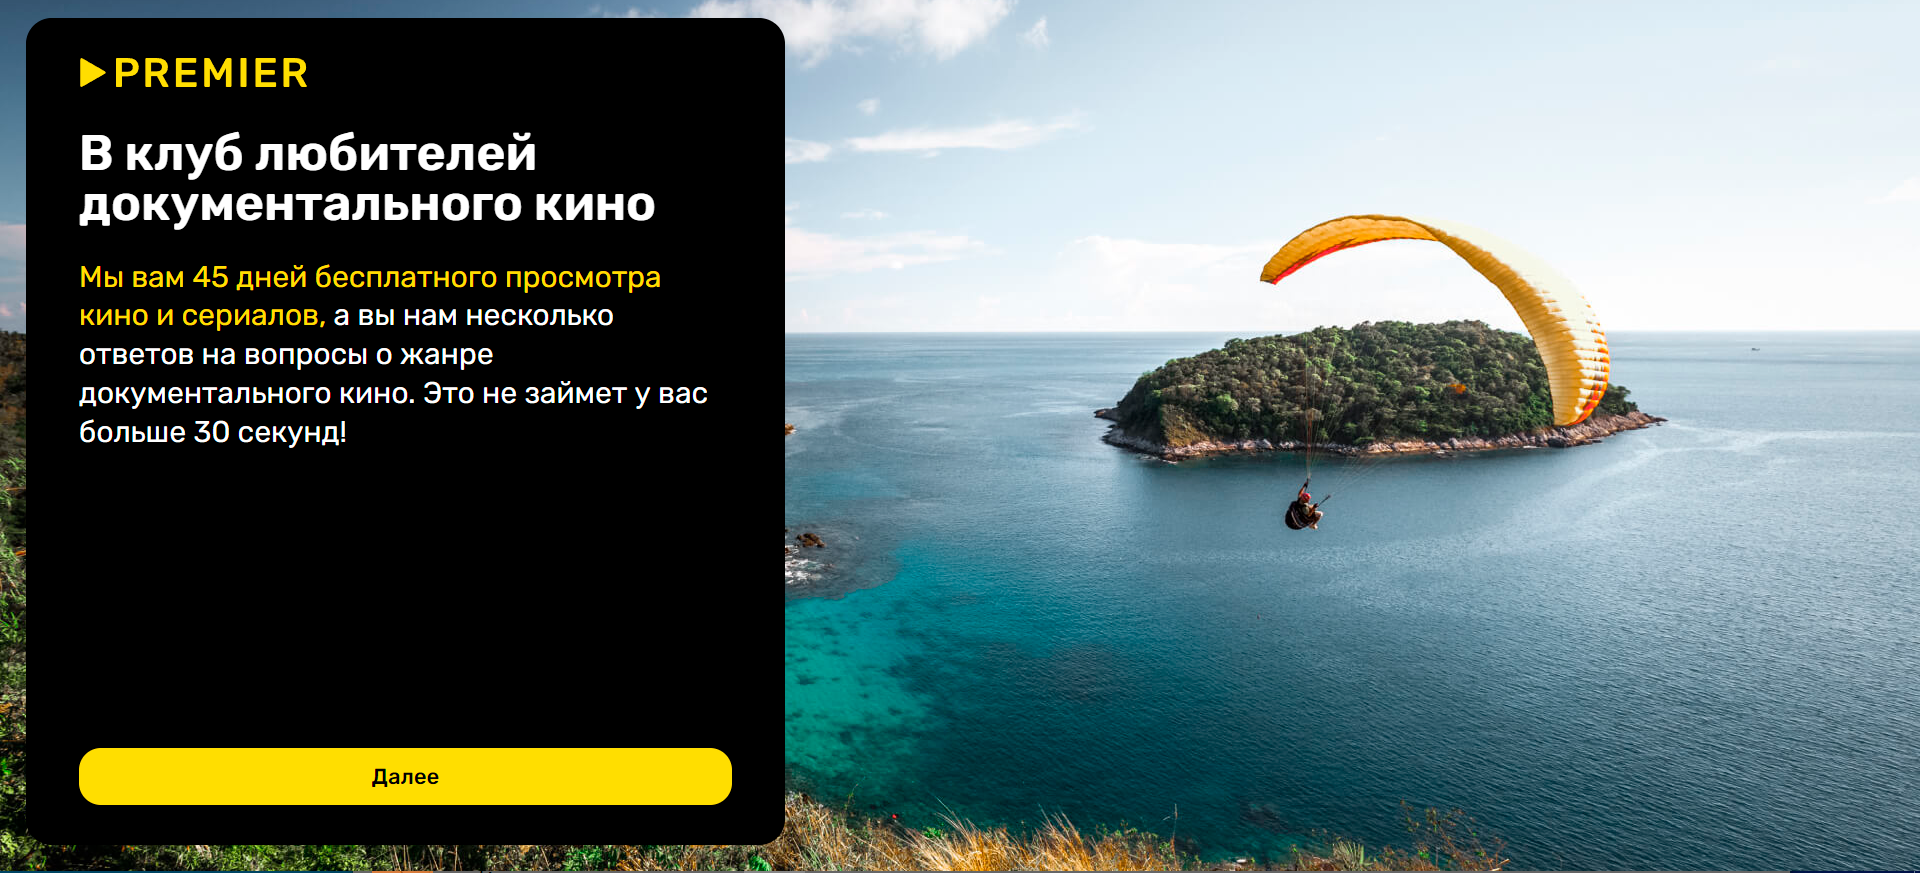 PREMIER
В клуб любителей
документального кино
Мы вам 45 дней бесплатного просмотра
кино и сериалов, а вы нам несколько
ответов на вопросы о жанре
документального кино. Это не займет у вас
больше 30 секунд!
Далее